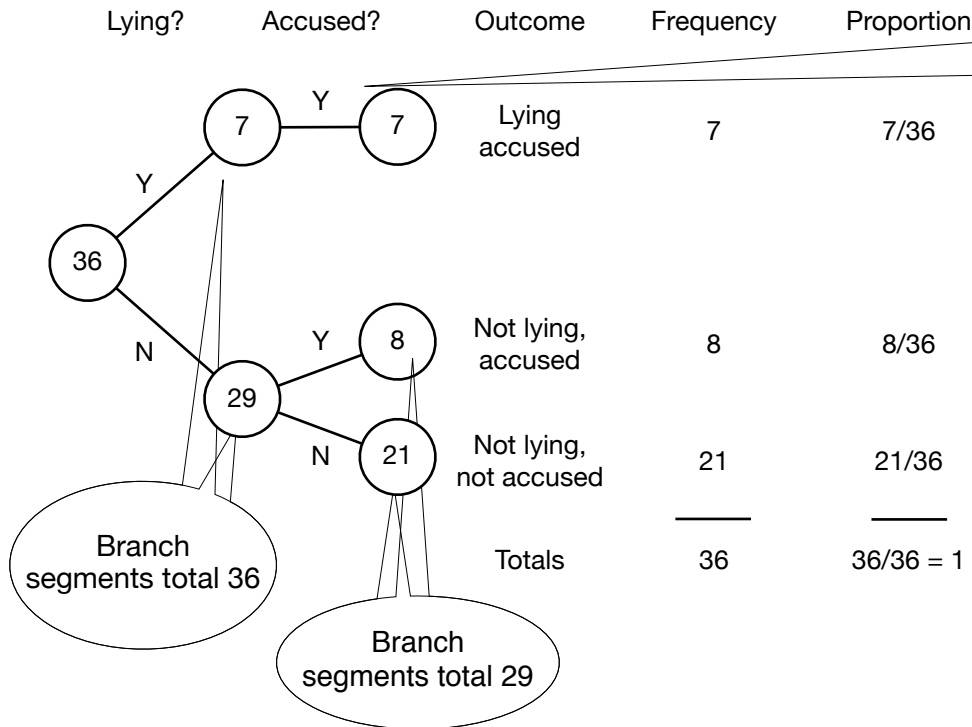 Lying? Accused? Outcome Frequency Proportion
Y
7
Y
7
Lying
accused
7
7/36
36
N
29
Y
8
Not lying,
accused
8
8/36
N
21
Not lying,
not accused
21
21/36
Totals
36
36/36 = 1
Branch
segments total 36
Branch
segments total 29